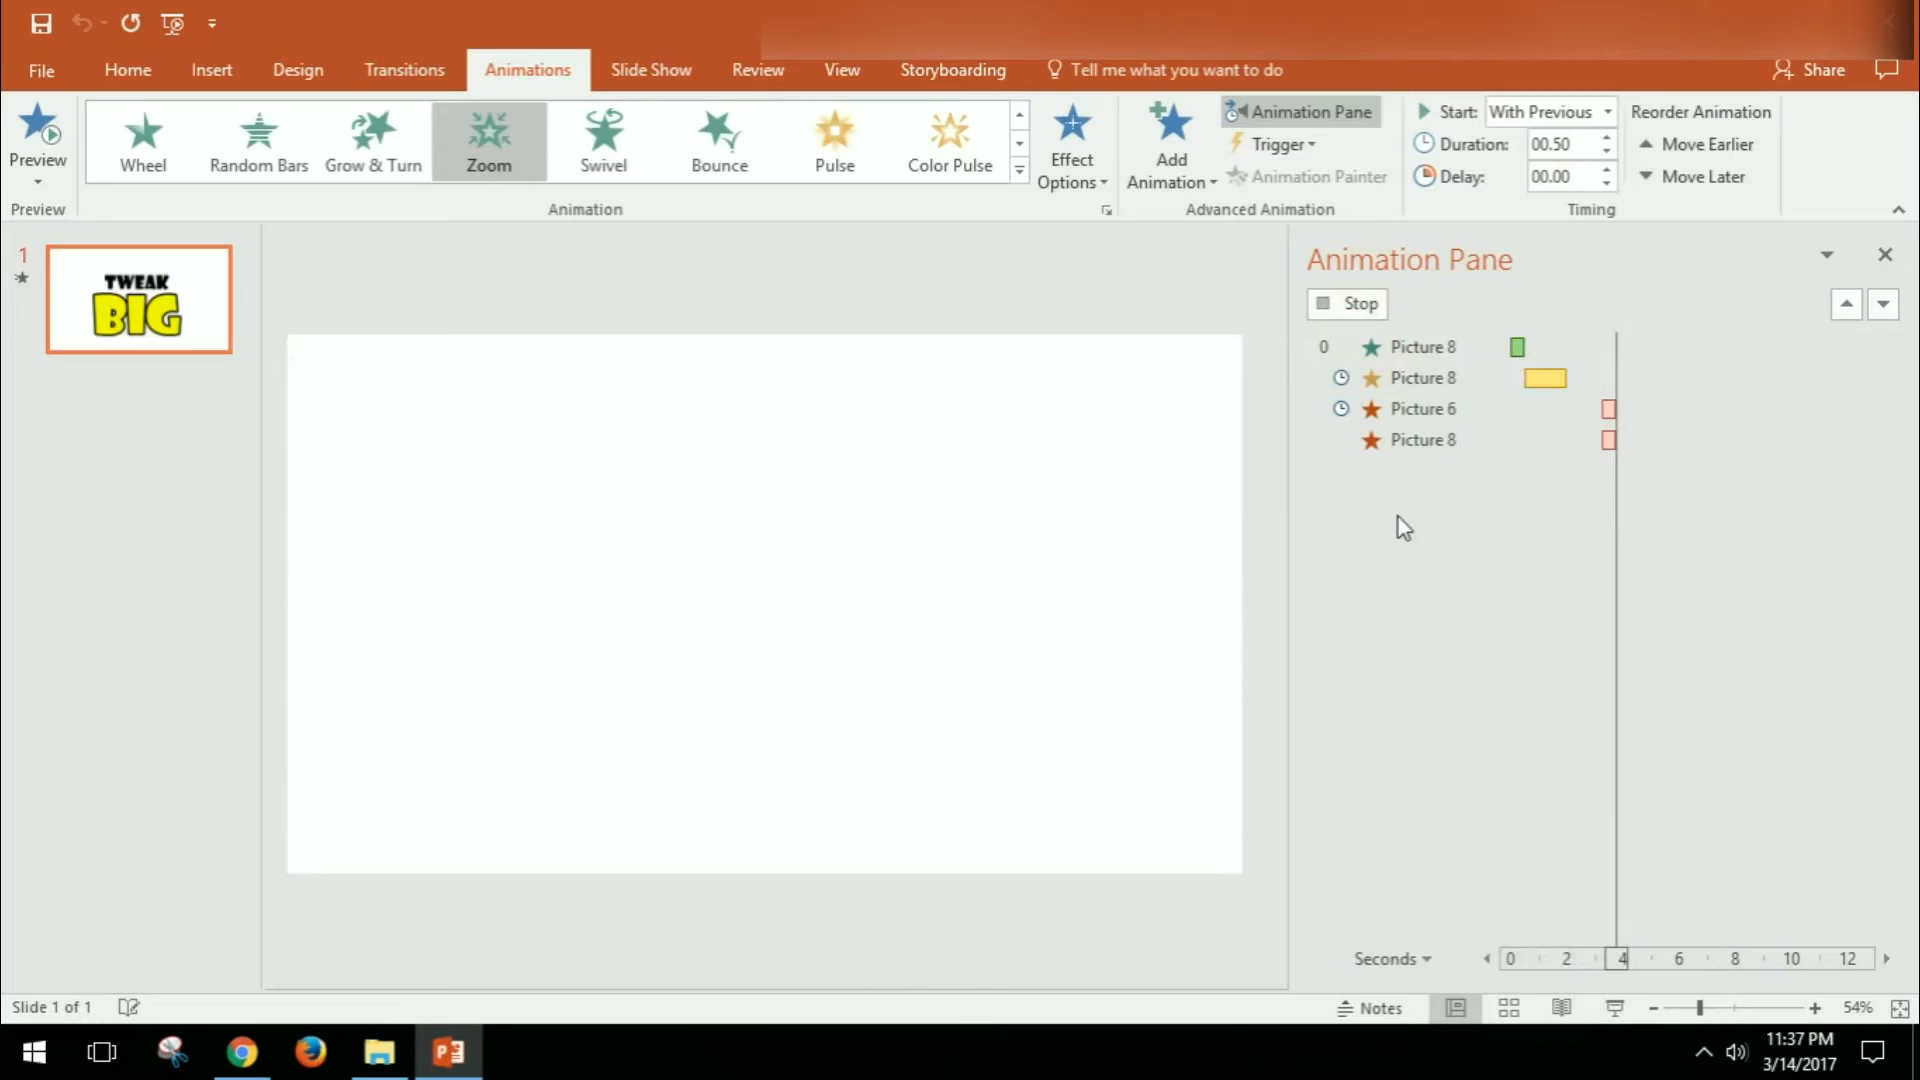 File Home Insert Design Transitions Animations Slide Show Review View Storyboarding Tell me what you want to do Share
Preview
Wheel Random Bars Grow & Turn Zoom Swivel Bounce Pulse Color Pulse
Effect
Options
Add
Animation
Animation Pane
Trigger
Animation Painter
Start: With Previous
Duration: 00.50
Delay: 00.00
Reorder Animation
Move Earlier
Move Later
Preview Animation Advanced Animation Timing
1
TWEAK
BIG
Animation Pane
Stop
0 Picture 8
Picture 8
Picture 6
Picture 8
Seconds 0 2 4 6 8 10 12
Slide 1 of 1 Notes 54%
11:37 PM
3/14/2017